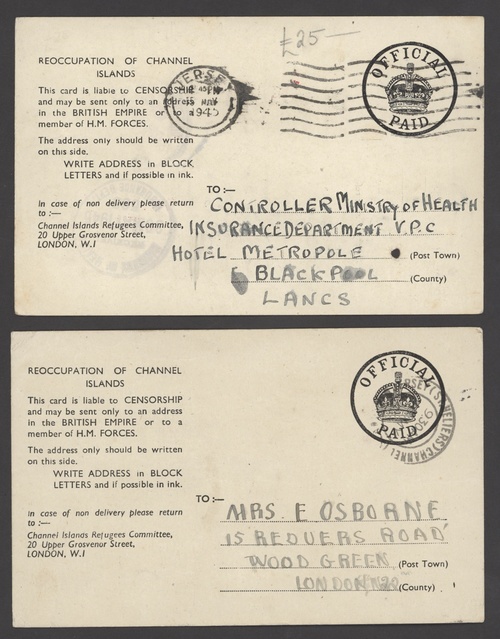 £25—
REOCCUPATION OF CHANNEL
ISLANDS
This card is liable to CENSORSHIP
and may be sent only to an address
in the BRITISH EMPIRE or to a
member of H.M. FORCES.
The address only should be written
on this side.
WRITE ADDRESS in BLOCK
LETTERS and if possible in ink.
In case of non delivery please return
to :—
Channel Islands Refugees Committee,
20 Upper Grosvenor Street,
LONDON, W.I
JERSEY
45 PM
15 MAY
1945
OFFICIAL
PAID
TO :—
CONTROLLER MINISTRY OF HEALTH
INSURANCE DEPARTMENT V.P.C
HOTEL METROPOLE (Post Town)
BLACKPOOL (County)
LANCS
REOCCUPATION OF CHANNEL
ISLANDS
This card is liable to CENSORSHIP
and may be sent only to an address
in the BRITISH EMPIRE or to a
member of H.M. FORCES.
The address only should be written
on this side.
WRITE ADDRESS in BLOCK
LETTERS and if possible in ink.
In case of non delivery please return
to :—
Channel Islands Refugees Committee,
20 Upper Grosvenor Street,
LONDON, W.I
OFFICIAL
PAID
TO :—
MRS. E OSBORNE
15 REDVERS ROAD
WOOD GREEN (Post Town)
LONDON N22 (County)